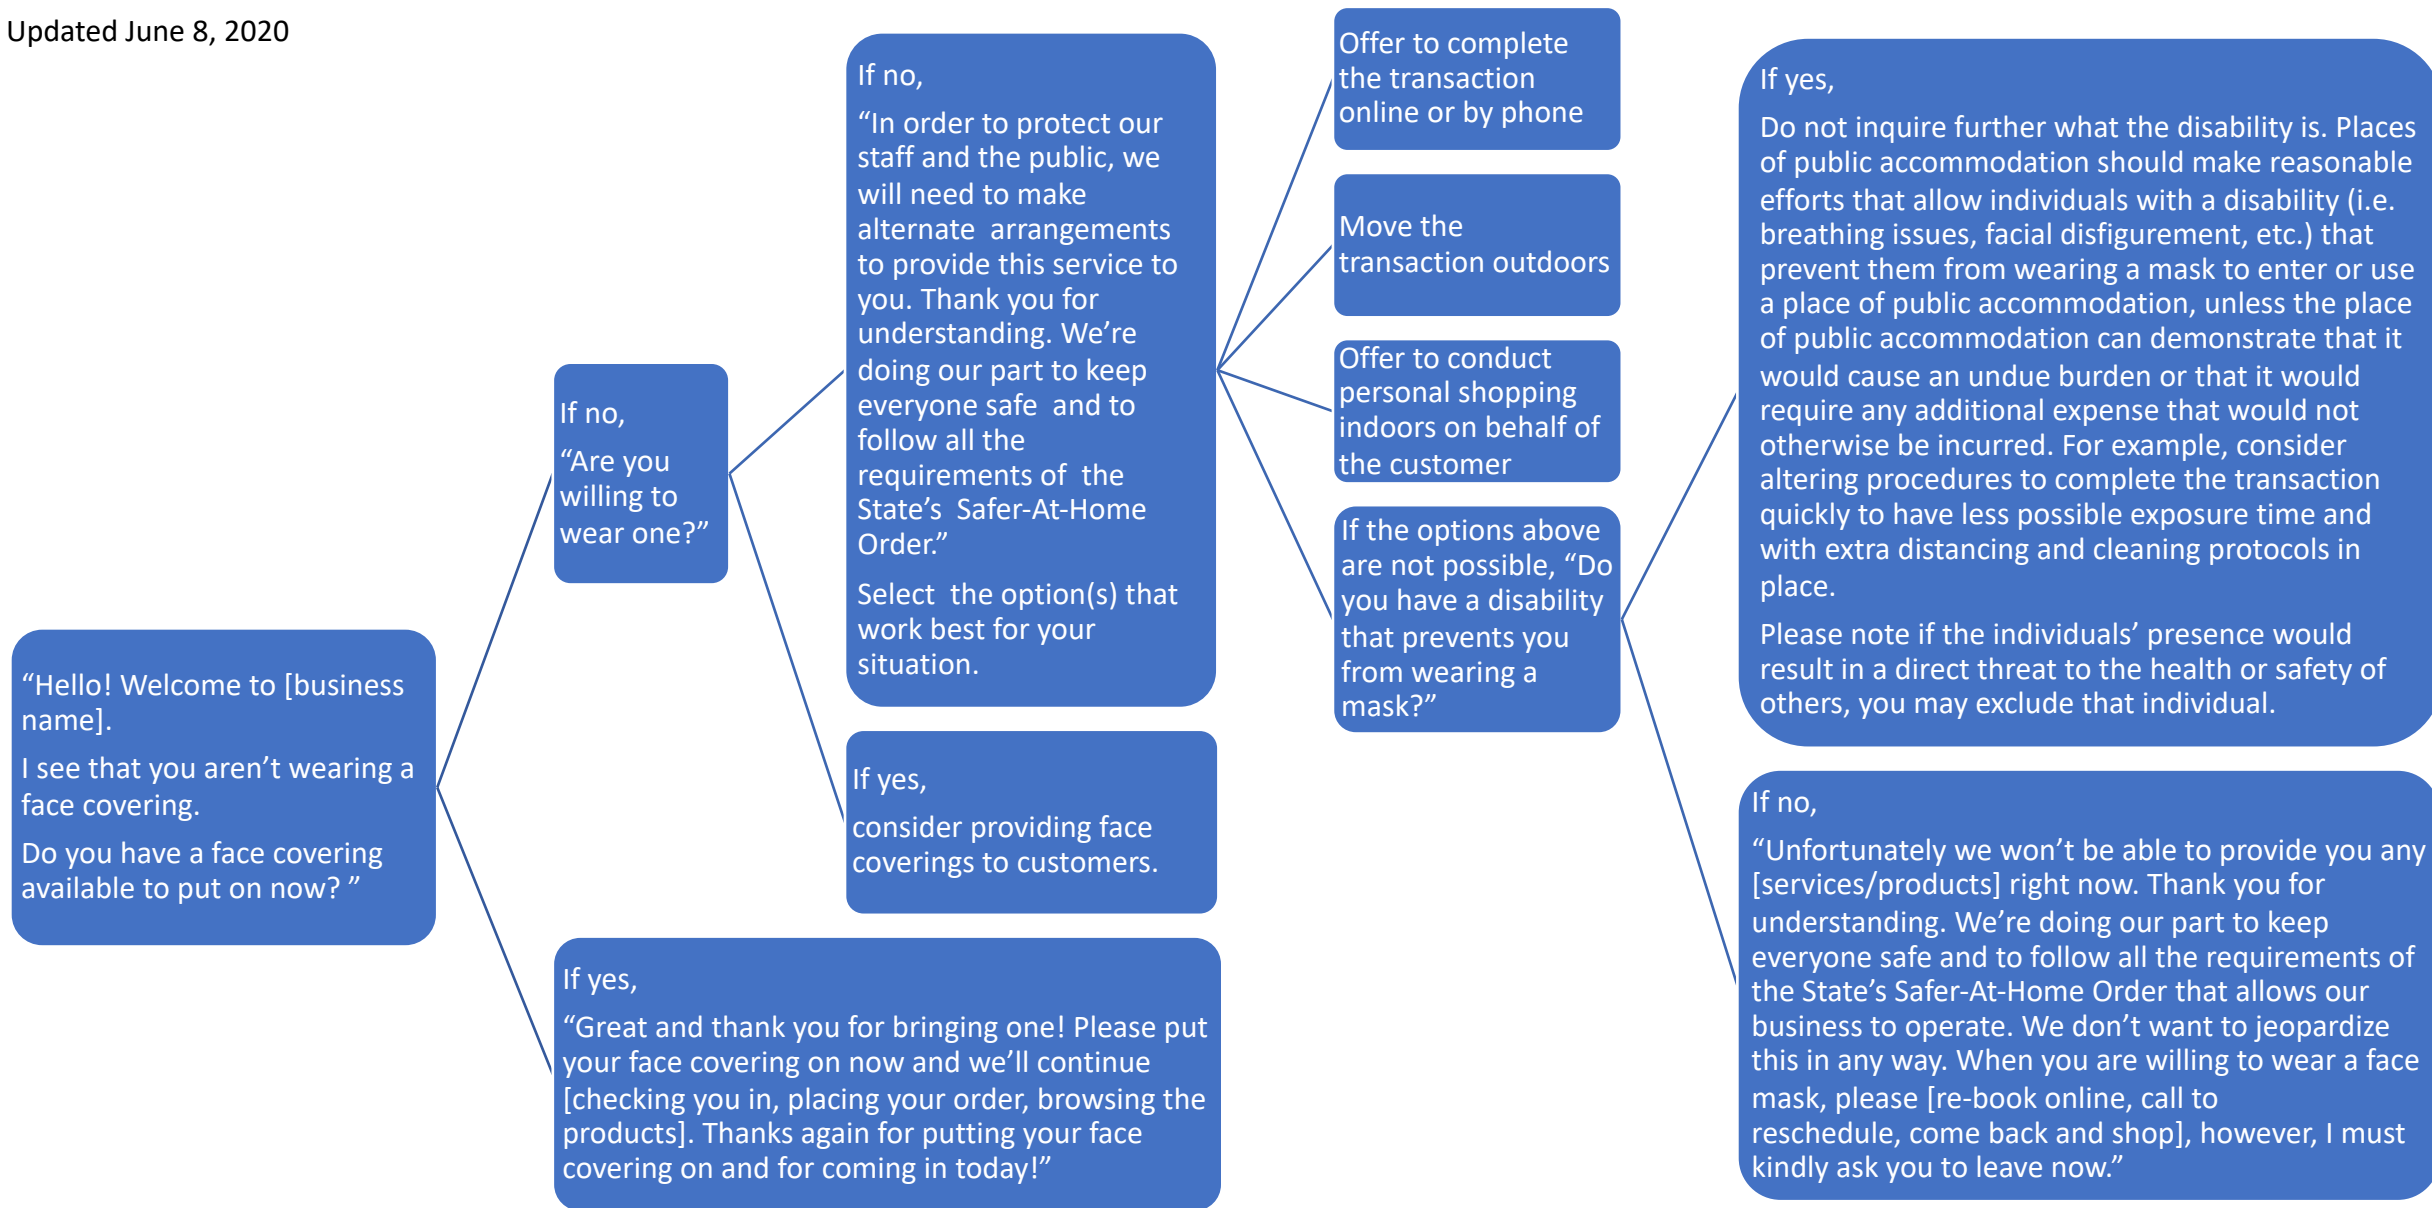 Updated June 8, 2020
“Hello! Welcome to [business
name].
I see that you aren’t wearing a
face covering.
Do you have a face covering
available to put on now? ”
If no,
“Are you
willing to
wear one?”
If yes,
“Great and thank you for bringing one! Please put
your face covering on now and we’ll continue
[checking you in, placing your order, browsing the
products]. Thanks again for putting your face
covering on and for coming in today!”
If no,
“In order to protect our
staff and the public, we
will need to make
alternate arrangements
to provide this service to
you. Thank you for
understanding. We’re
doing our part to keep
everyone safe and to
follow all the
requirements of the
State’s Safer-At-Home
Order.”
Select the option(s) that
work best for your
situation.
If yes,
consider providing face
coverings to customers.
Offer to complete
the transaction
online or by phone
Move the
transaction outdoors
Offer to conduct
personal shopping
indoors on behalf of
the customer
If the options above
are not possible, “Do
you have a disability
that prevents you
from wearing a
mask?”
If yes,
Do not inquire further what the disability is. Places
of public accommodation should make reasonable
efforts that allow individuals with a disability (i.e.
breathing issues, facial disfigurement, etc.) that
prevent them from wearing a mask to enter or use
a place of public accommodation, unless the place
of public accommodation can demonstrate that it
would cause an undue burden or that it would
require any additional expense that would not
otherwise be incurred. For example, consider
altering procedures to complete the transaction
quickly to have less possible exposure time and
with extra distancing and cleaning protocols in
place.
Please note if the individuals’ presence would
result in a direct threat to the health or safety of
others, you may exclude that individual.
If no,
“Unfortunately we won’t be able to provide you any
[services/products] right now. Thank you for
understanding. We’re doing our part to keep
everyone safe and to follow all the requirements of
the State’s Safer-At-Home Order that allows our
business to operate. We don’t want to jeopardize
this in any way. When you are willing to wear a face
mask, please [re-book online, call to
reschedule, come back and shop], however, I must
kindly ask you to leave now.”